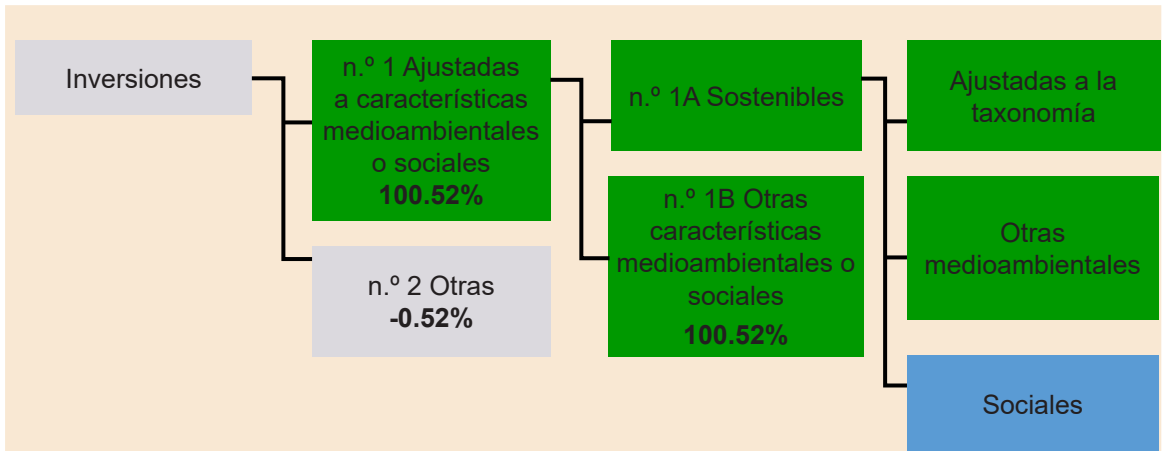 Inversiones
n.º 1 Ajustadas
a características
medioambientales
o sociales
100.52%
n.º 2 Otras
-0.52%
n.º 1A Sostenibles
n.º 1B Otras
características
medioambientales o
sociales
100.52%
Ajustadas a la
taxonomía
Otras
medioambientales
Sociales